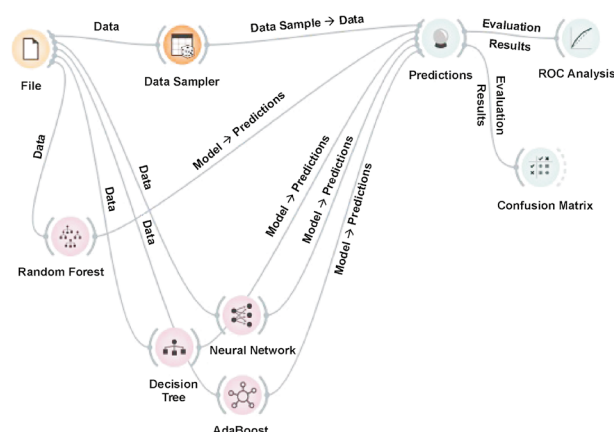 Data
Data Sample → Data
Evaluation
Results
File
Data Sampler
Predictions
ROC Analysis
Data
Model → Predictions
Data
Data
Model → Predictions
Model → Predictions
Model → Predictions
Evaluation
Results
Confusion Matrix
Random Forest
Neural Network
Decision
Tree
AdaBoost